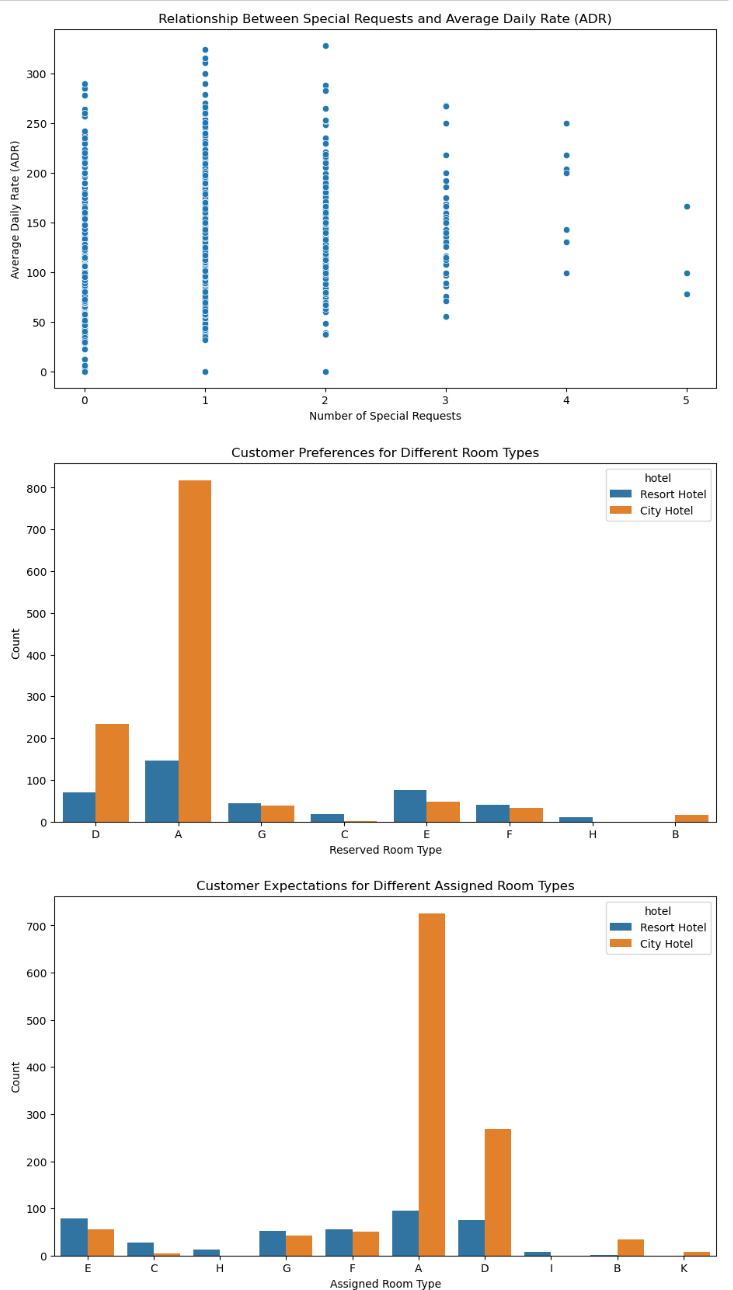 Relationship Between Special Requests and Average Daily Rate (ADR)
300
250
200
150
100
50
0
Average Daily Rate (ADR)
0 1 2 3 4 5
Number of Special Requests
Customer Preferences for Different Room Types
800
700
600
500
400
300
200
100
0
Count
hotel
Resort Hotel
City Hotel
D A G C E F H B
Reserved Room Type
Customer Expectations for Different Assigned Room Types
700
600
500
400
300
200
100
0
Count
hotel
Resort Hotel
City Hotel
E C H G F A D I B K
Assigned Room Type